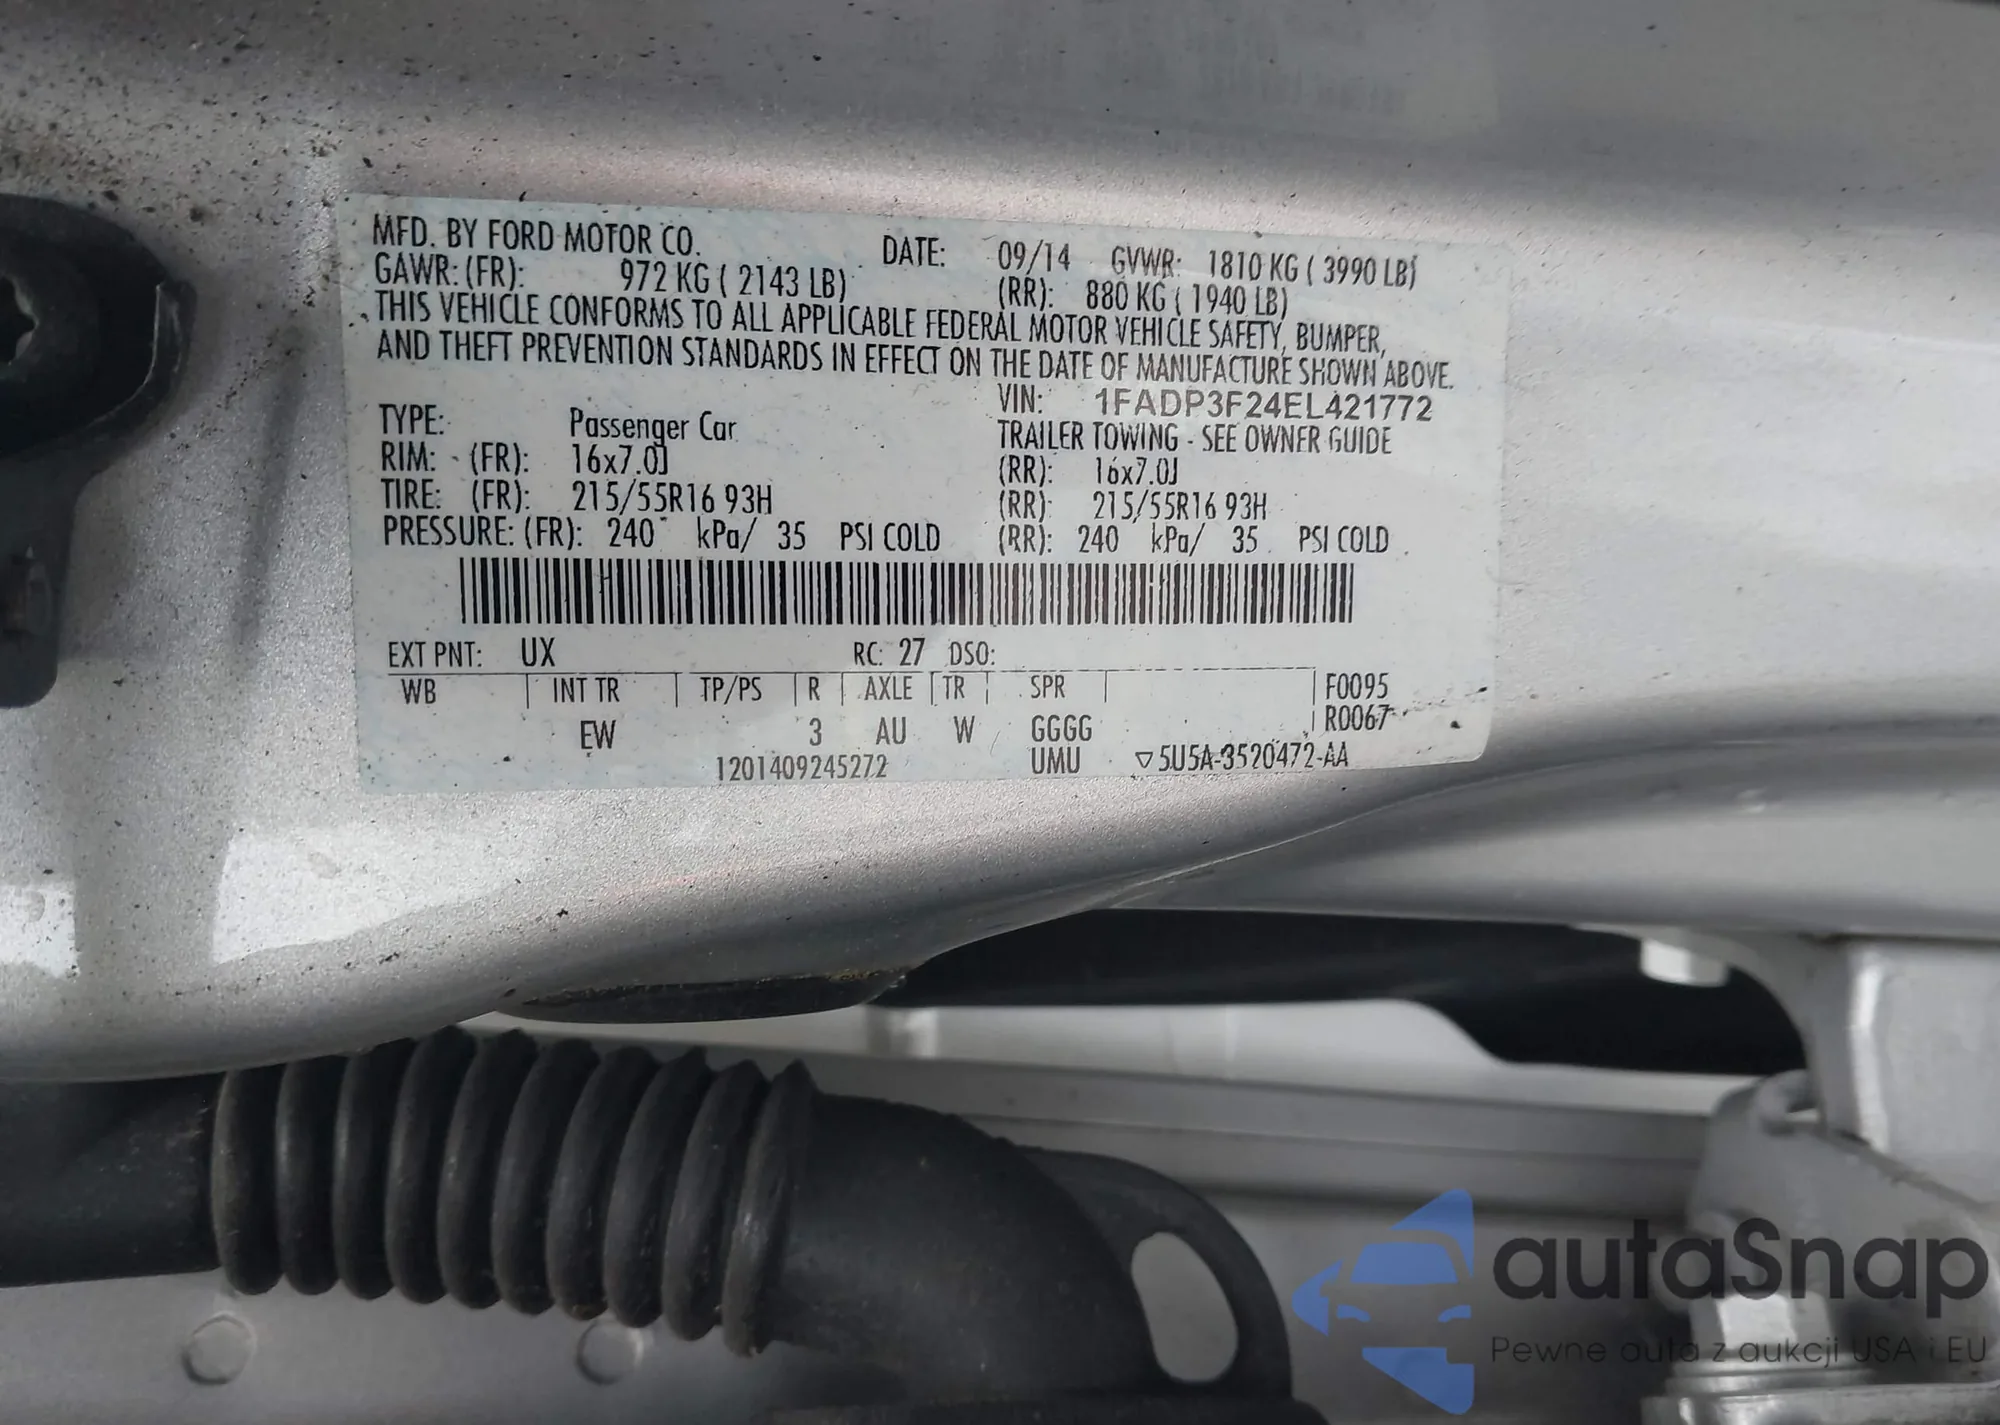 MFD. BY FORD MOTOR CO. DATE: 09/14 GVWR: 1810 KG ( 3990 LB)
GAWR: (FR): 972 KG ( 2143 LB) (RR): 880 KG ( 1940 LB)
THIS VEHICLE CONFORMS TO ALL APPLICABLE FEDERAL MOTOR VEHICLE SAFETY, BUMPER,
AND THEFT PREVENTION STANDARDS IN EFFECT ON THE DATE OF MANUFACTURE SHOWN ABOVE.
VIN: 1FADP3F24EL421772
TYPE: Passenger Car TRAILER TOWING - SEE OWNER GUIDE
RIM: (FR): 16x7.0J (RR): 16x7.0J
TIRE: (FR): 215/55R16 93H (RR): 215/55R16 93H
PRESSURE: (FR): 240 kPa/ 35 PSI COLD (RR): 240 kPa/ 35 PSI COLD
EXT PNT: UX RC: 27 DSO:
WB INT TR TP/PS R AXLE TR SPR F0095
R0067
EW 3 AU W GGGG
1201409245272 UMU ▽5U5A-3520472-AA
autaSnap
Pewne auta z aukcji USA i EU